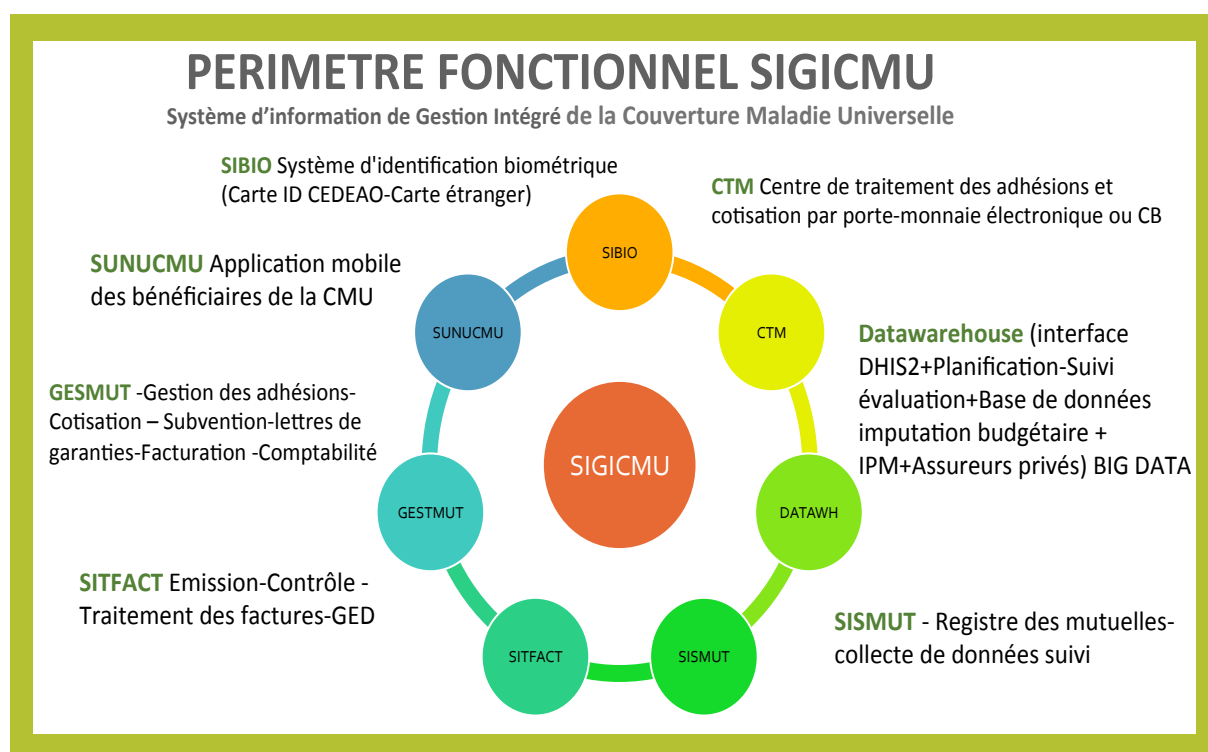 PERIMETRE FONCTIONNEL SIGICMU
Système d'information de Gestion Intégré de la Couverture Maladie Universelle
SIBIO Système d'identification biométrique
(Carte ID CEDEAO-Carte étranger)
CTM Centre de traitement des adhésions et
cotisation par porte-monnaie électronique ou CB
SUNUCMU Application mobile
des bénéficiaires de la CMU
Datawarehouse (interface
DHIS2+Planification-Suivi
évaluation+Base de données
imputation budgétaire +
IPM+Assureurs privés) BIG DATA
GESMUT -Gestion des adhésions-
Cotisation – Subvention-lettres de
garanties-Facturation -Comptabilité
SITFACT Emission-Contrôle -
Traitement des factures-GED
SISMUT - Registre des mutuelles-
collecte de données suivi
SIBIO
CTM
DATAWH
SISMUT
SITFACT
GESTMUT
SUNUCMU
SIGICMU